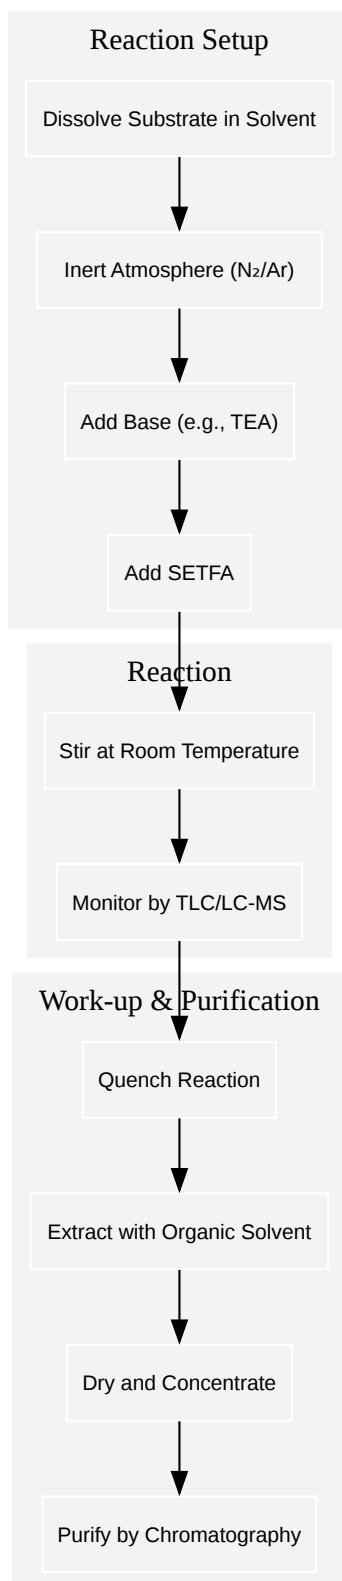 Reaction Setup
Dissolve Substrate in Solvent
Inert Atmosphere (N₂/Ar)
Add Base (e.g., TEA)
Add SETFA
Reaction
Stir at Room Temperature
Monitor by TLC/LC-MS
Work-up & Purification
Quench Reaction
Extract with Organic Solvent
Dry and Concentrate
Purify by Chromatography